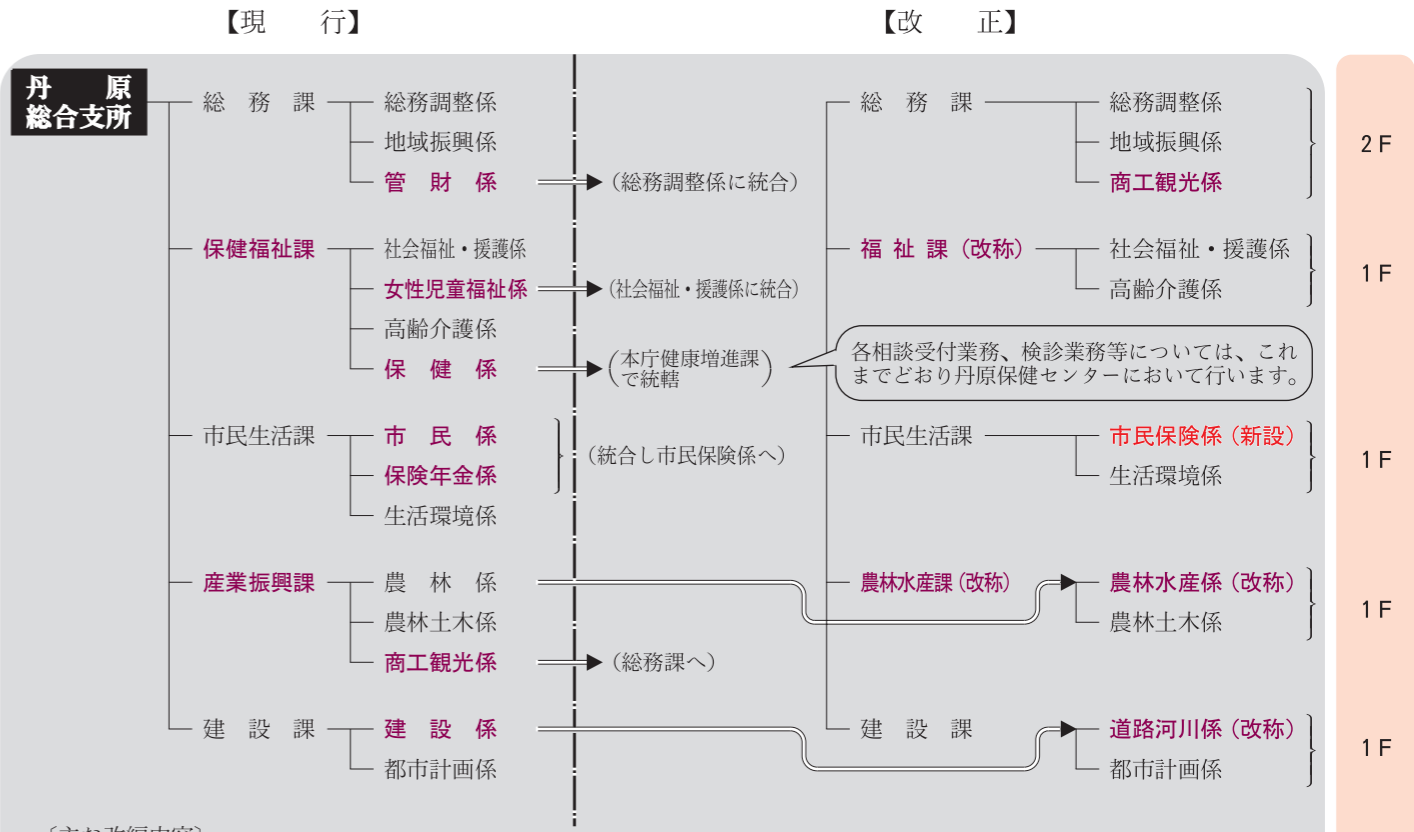 【現　行】
【改　正】
丹　原
総合支所
総務課
総務調整係
地域振興係
管財係
(総務調整係に統合)
保健福祉課
社会福祉・援護係
女性児童福祉係
(社会福祉・援護係に統合)
高齢介護係
保健係
(本庁健康増進課
で統轄)
市民生活課
市民係
保険年金係
(統合し市民保険係へ)
生活環境係
産業振興課
農林係
農林土木係
商工観光係
(総務課へ)
建設課
建設係
都市計画係
総務課
総務調整係
地域振興係
商工観光係
2F
福祉課(改称)
社会福祉・援護係
高齢介護係
1F
各相談受付業務、検診業務等については、これ
までどおり丹原保健センターにおいて行います。
市民生活課
市民保険係(新設)
生活環境係
1F
農林水産課(改称)
農林水産係(改称)
農林土木係
1F
建設課
道路河川係(改称)
都市計画係
1F